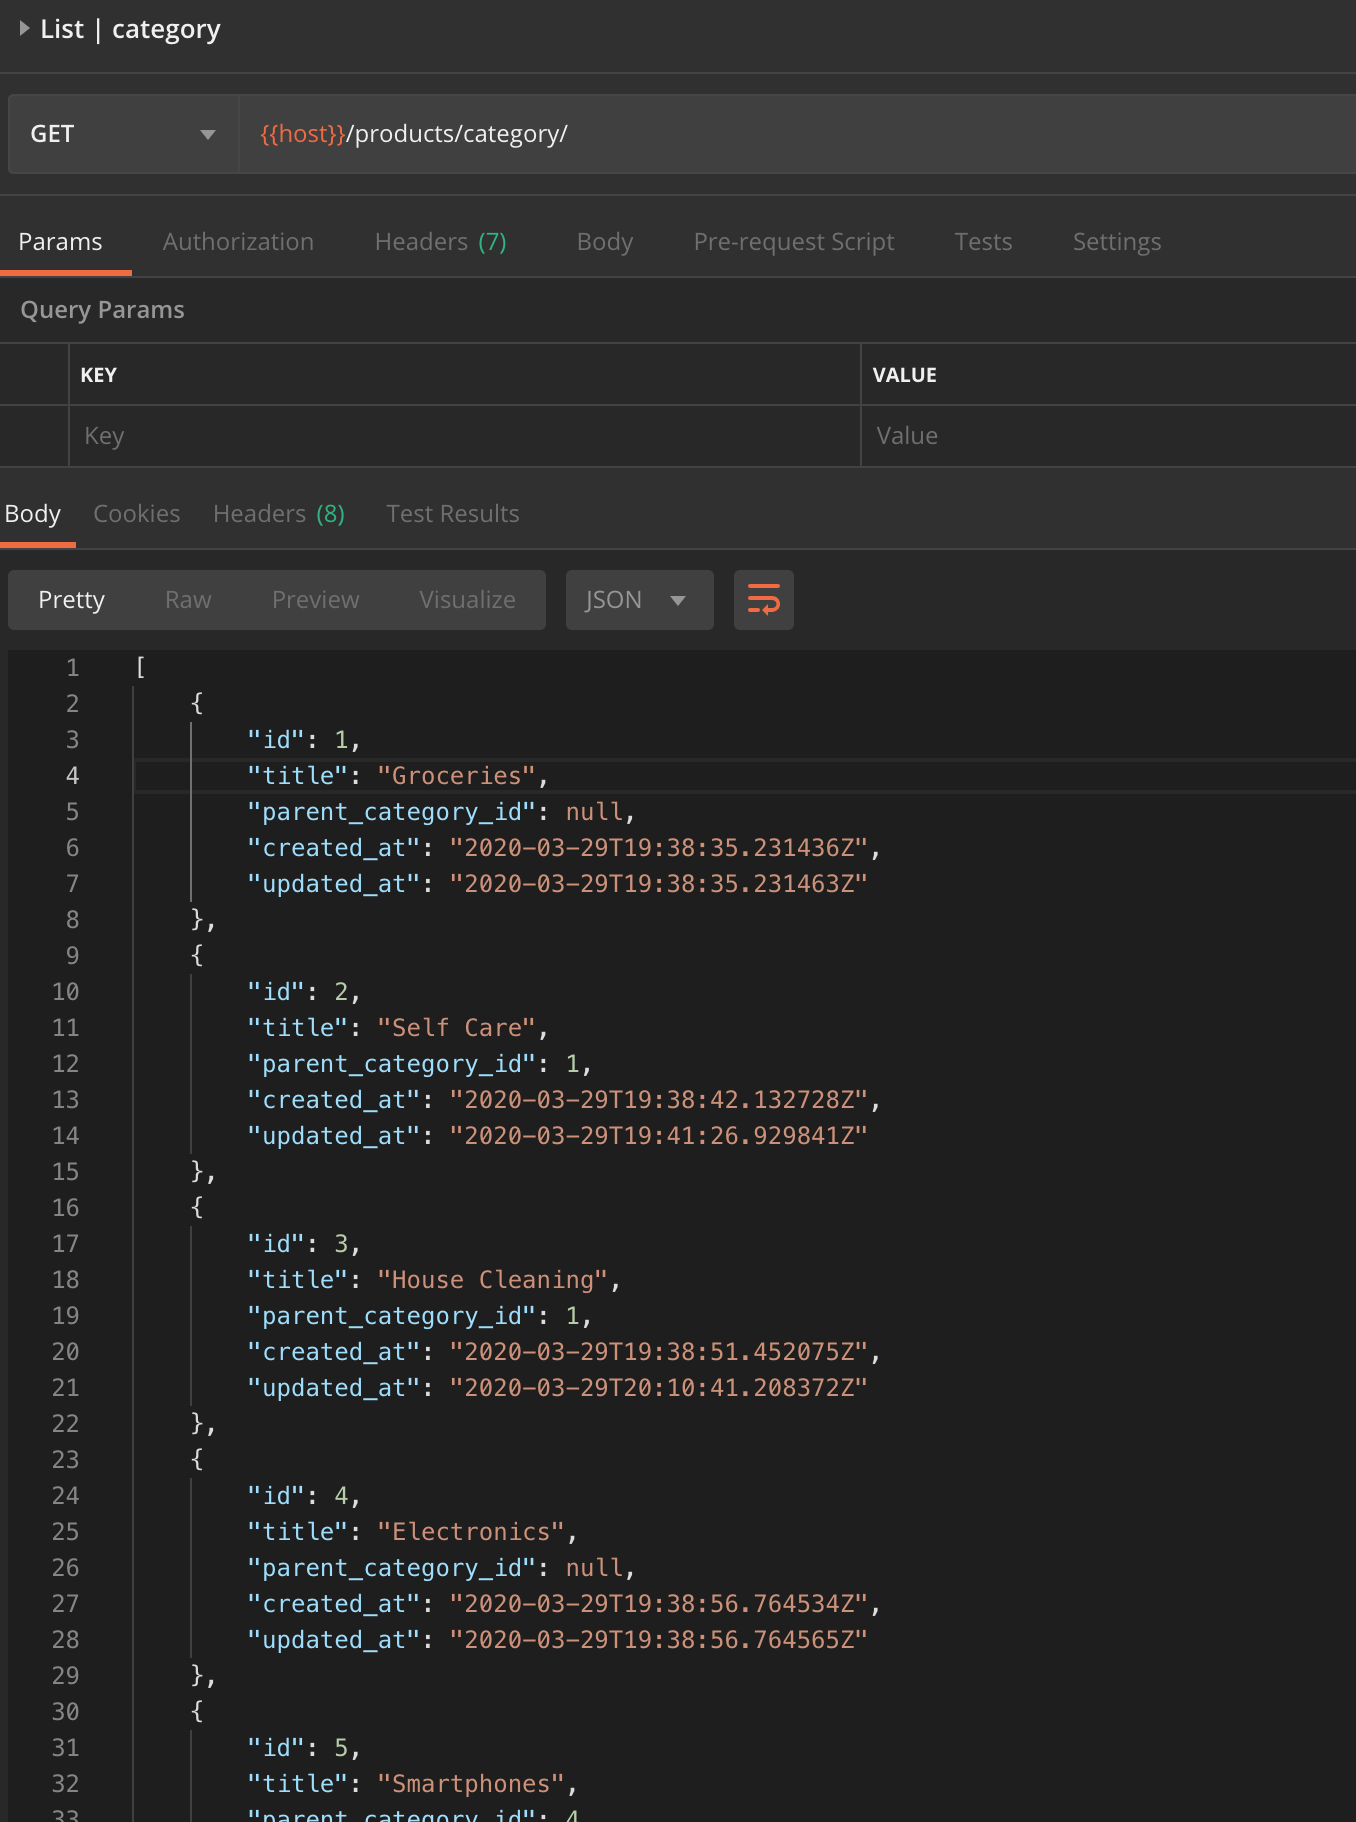 List | category
GET {{host}}/products/category/
Params Authorization Headers (7) Body Pre-request Script Tests Settings
Query Params
KEY VALUE
Key Value
Body Cookies Headers (8) Test Results
Pretty Raw Preview Visualize JSON
1 [
2 {
3 "id": 1,
4 "title": "Groceries",
5 "parent_category_id": null,
6 "created_at": "2020-03-29T19:38:35.231436Z",
7 "updated_at": "2020-03-29T19:38:35.231463Z"
8 },
9 {
10 "id": 2,
11 "title": "Self Care",
12 "parent_category_id": 1,
13 "created_at": "2020-03-29T19:38:42.132728Z",
14 "updated_at": "2020-03-29T19:41:26.929841Z"
15 },
16 {
17 "id": 3,
18 "title": "House Cleaning",
19 "parent_category_id": 1,
20 "created_at": "2020-03-29T19:38:51.452075Z",
21 "updated_at": "2020-03-29T20:10:41.208372Z"
22 },
23 {
24 "id": 4,
25 "title": "Electronics",
26 "parent_category_id": null,
27 "created_at": "2020-03-29T19:38:56.764534Z",
28 "updated_at": "2020-03-29T19:38:56.764565Z"
29 },
30 {
31 "id": 5,
32 "title": "Smartphones",
33 "parent_category_id": 4